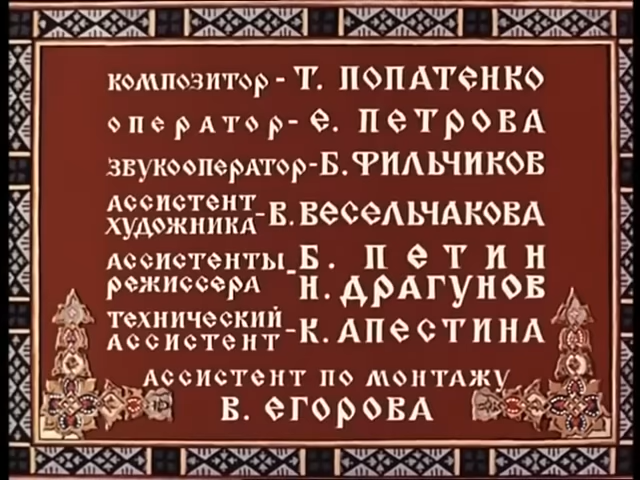 композитор - Т. ПОПАТЕНКО
оператор - Е. ПЕТРОВА
звукооператор - Б. ФИЛЬЧИКОВ
ассистент
художника - В. ВЕСЕЛЬЧАКОВА
ассистенты
режиссера - Б. ПЕТИН
Н. ДРАГУНОВ
технический
ассистент - К. АПЕСТИНА
ассистент по монтажу
В. ЕГОРОВА